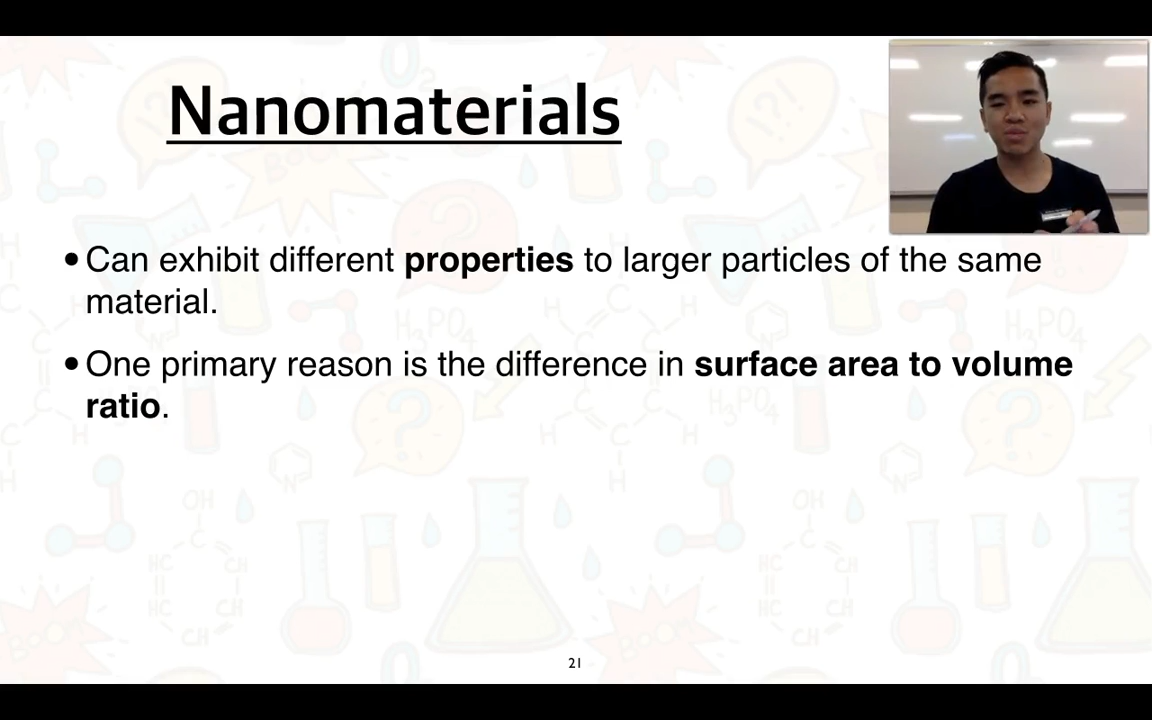 Nanomaterials
•Can exhibit different properties to larger particles of the same
material.
•One primary reason is the difference in surface area to volume
ratio.
21